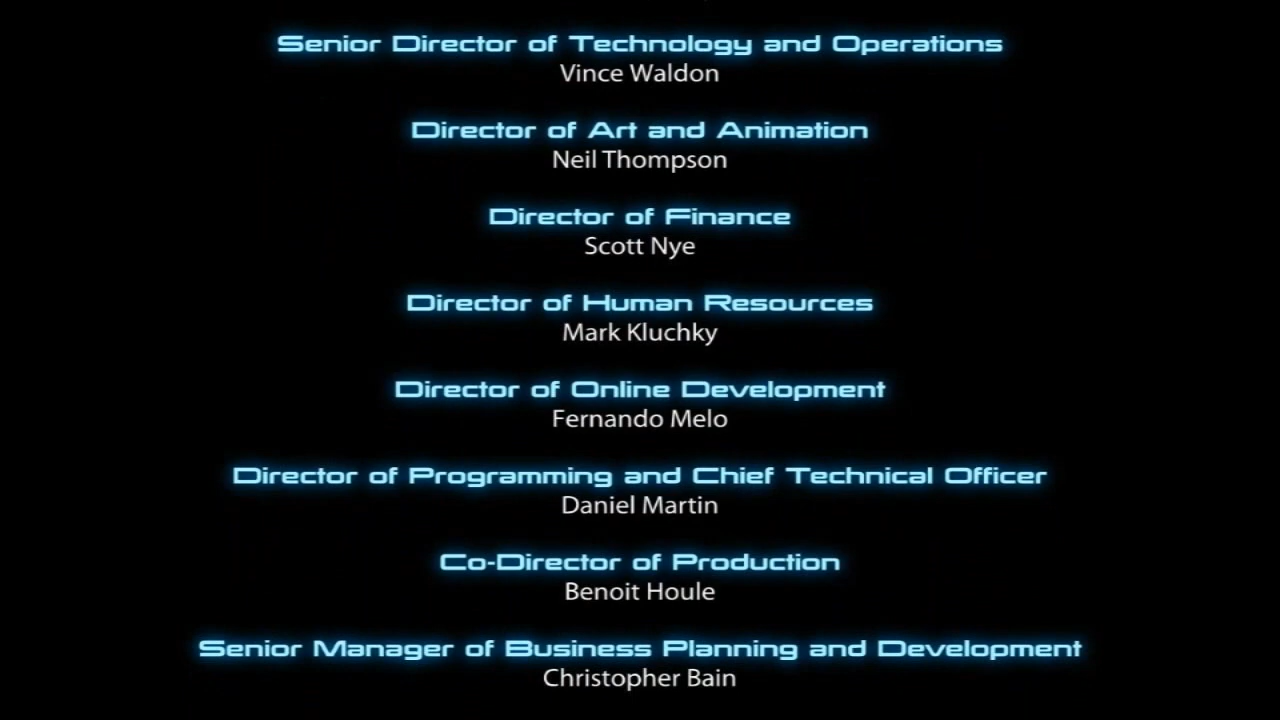 Senior Director of Technology and Operations
Vince Waldon
Director of Art and Animation
Neil Thompson
Director of Finance
Scott Nye
Director of Human Resources
Mark Kluchky
Director of Online Development
Fernando Melo
Director of Programming and Chief Technical Officer
Daniel Martin
Co-Director of Production
Benoit Houle
Senior Manager of Business Planning and Development
Christopher Bain